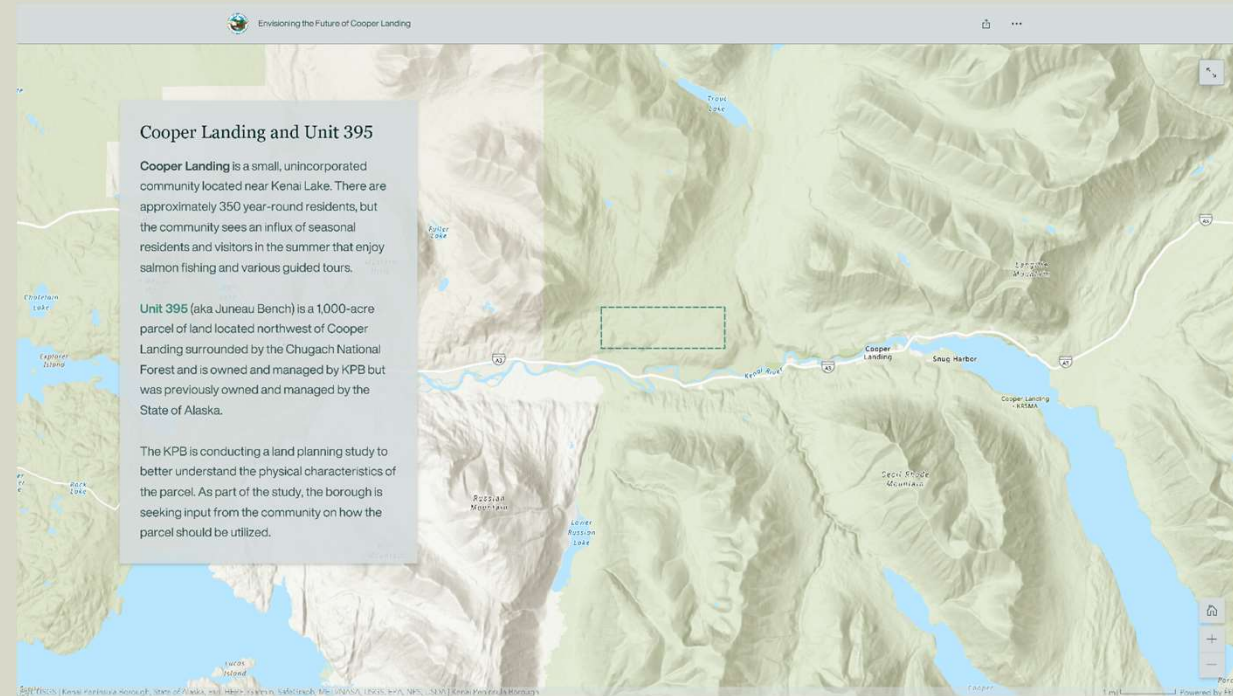 Envisioning the Future of Cooper Landing
Cooper Landing and Unit 395
Cooper Landing is a small, unincorporated
community located near Kenai Lake. There are
approximately 350 year-round residents, but
the community sees an influx of seasonal
residents and visitors in the summer that enjoy
salmon fishing and various guided tours.
Unit 395 (aka Juneau Bench) is a 1,000-acre
parcel of land located northwest of Cooper
Landing surrounded by the Chugach National
Forest and is owned and managed by KPB but
was previously owned and managed by the
State of Alaska.
The KPB is conducting a land planning study to
better understand the physical characteristics of
the parcel. As part of the study, the borough is
seeking input from the community on how the
parcel should be utilized.
Trout
Lake
Fuller
Lake
Langille
Mountain
Explorer
Island
Cooper
Landing
Snug Harbor
Kenai River
Cooper Landing
- KRSMA
Cecil Rhode
Mountain
Rock
Lake
Russian
Mountain
Lower
Russian
Lake
Lucas
Island
Cooper